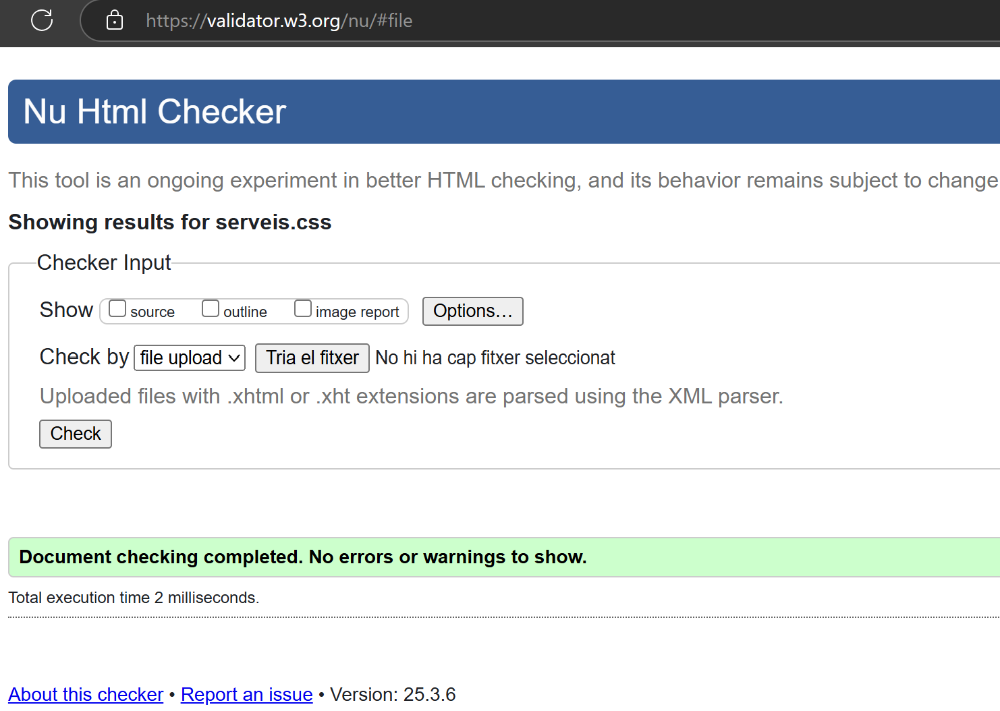 https://validator.w3.org/nu/#file
Nu Html Checker
This tool is an ongoing experiment in better HTML checking, and its behavior remains subject to change
Showing results for serveis.css
Checker Input
Show source outline image report Options…
Check by file upload Tria el fitxer No hi ha cap fitxer seleccionat
Uploaded files with .xhtml or .xht extensions are parsed using the XML parser.
Check
Document checking completed. No errors or warnings to show.
Total execution time 2 milliseconds.
About this checker • Report an issue • Version: 25.3.6